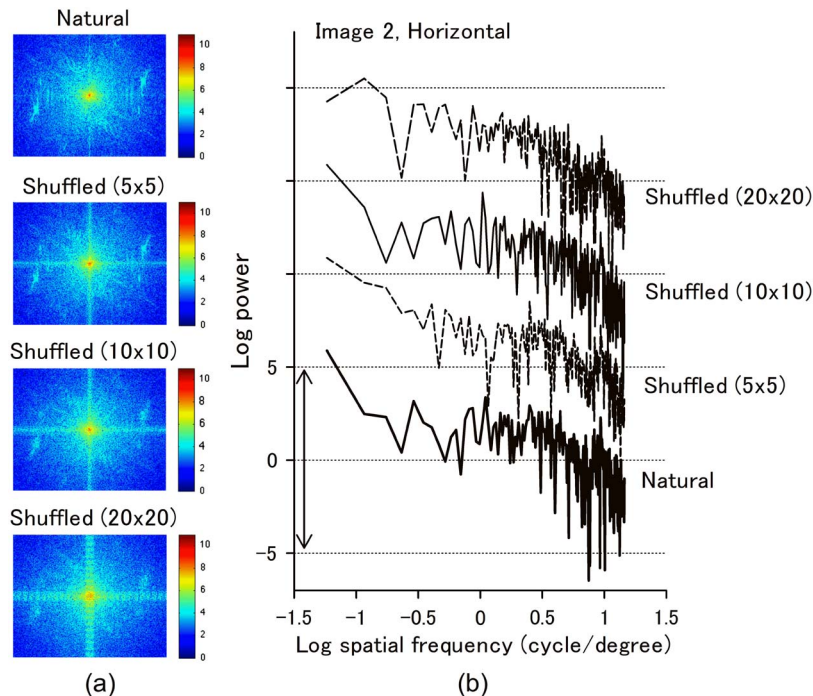 Natural
10
8
6
4
2
0
Shuffled (5x5)
10
8
6
4
2
0
Shuffled (10x10)
10
8
6
4
2
0
Shuffled (20x20)
10
8
6
4
2
0
(a)
Image 2, Horizontal
Log power
5
0
-5
Shuffled (20x20)
Shuffled (10x10)
Shuffled (5x5)
Natural
-1.5 -1 -0.5 0 0.5 1 1.5
Log spatial frequency (cycle/degree)
(b)